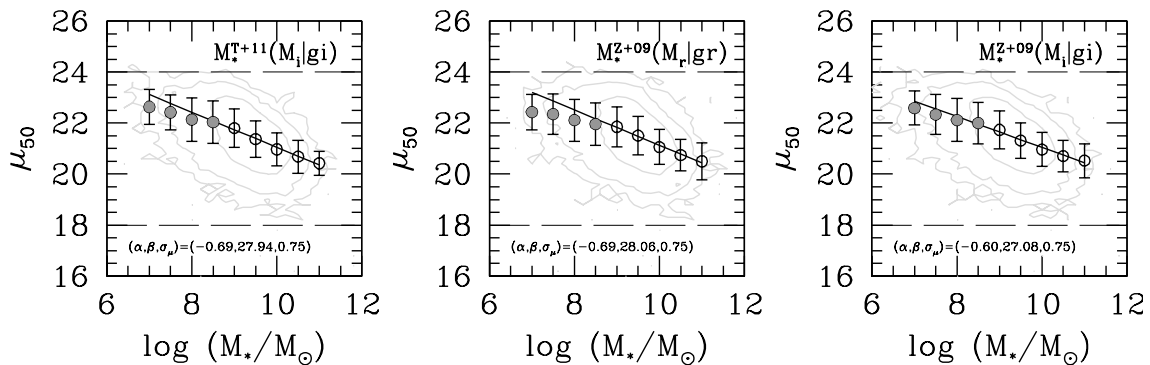 26
24
22
20
18
16
μ₅₀
M*^{T+11}(Mᵢ|gi)
(α,β,σ_μ)=(−0.69,27.94,0.75)
6 8 10 12
log (M*/M⊙)
26
24
22
20
18
16
μ₅₀
M*^{Z+09}(Mᵣ|gr)
(α,β,σ_μ)=(−0.69,28.06,0.75)
6 8 10 12
log (M*/M⊙)
26
24
22
20
18
16
μ₅₀
M*^{Z+09}(Mᵢ|gi)
(α,β,σ_μ)=(−0.60,27.08,0.75)
6 8 10 12
log (M*/M⊙)